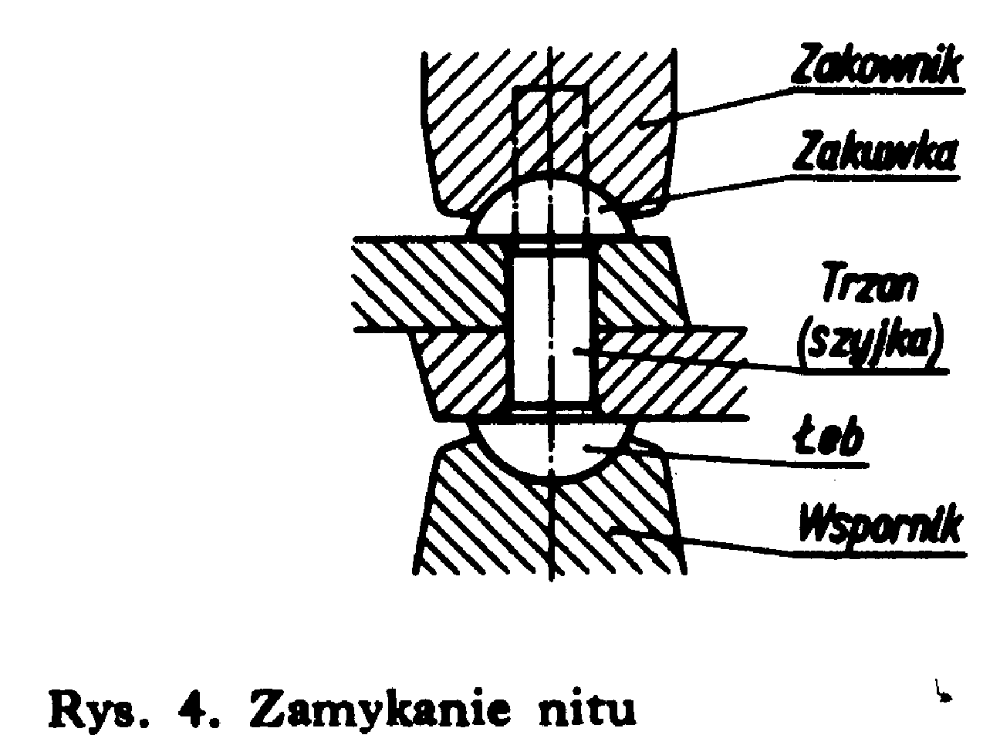 Zakownik
Zakuwka
Trzon
(szyjka)
Łeb
Wspornik
Rys. 4. Zamykanie nitu